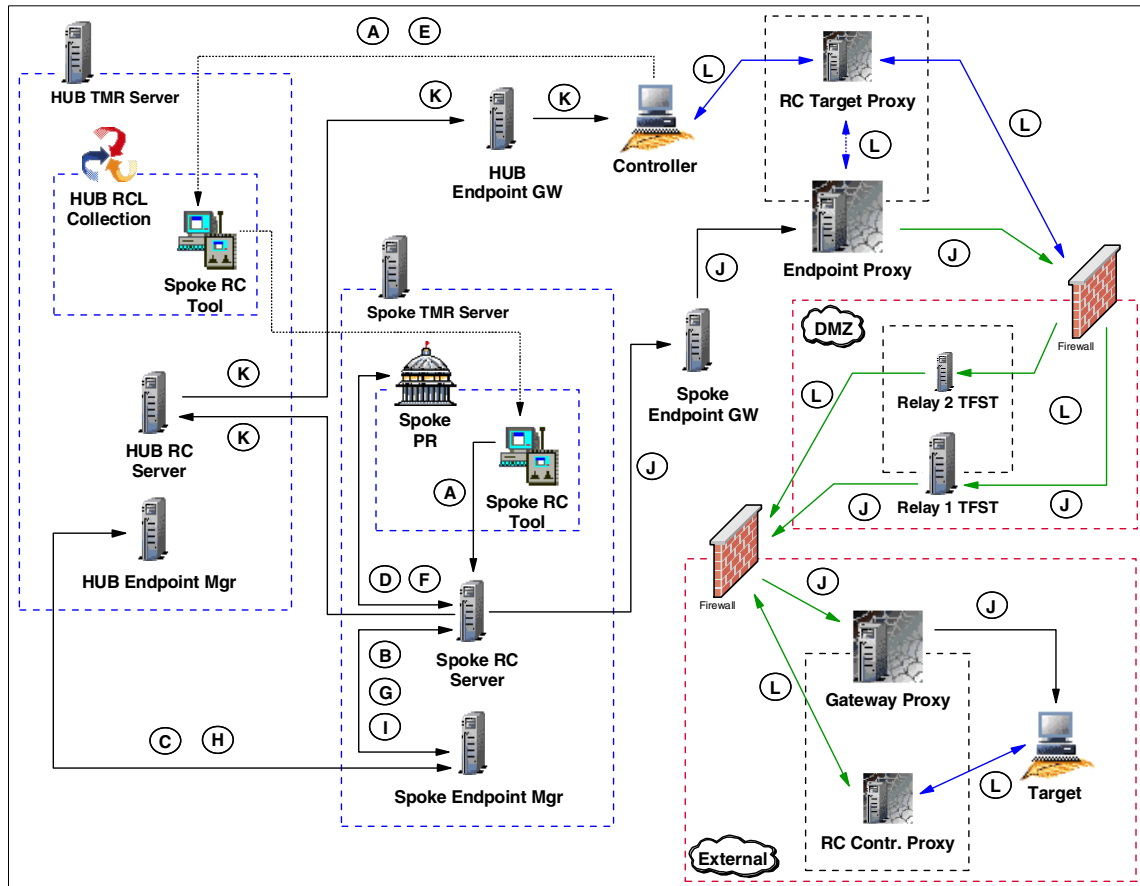 A E
HUB TMR Server
K
K
L
RC Target Proxy
L
L
Controller
HUB
Endpoint GW
HUB RCL
Collection
Spoke RC
Tool
Endpoint Proxy
J
J
Spoke TMR Server
DMZ
Firewall
Spoke
Endpoint GW
Relay 2 TFST
L
L
K
Spoke
PR
HUB RC
Server
K
A
Spoke RC
Tool
J
Relay 1 TFST
J
J
HUB Endpoint Mgr
D F
Firewall
J
J
B
Spoke RC
Server
G
I
L
Gateway Proxy
C H
Spoke Endpoint Mgr
L
Target
RC Contr. Proxy
External